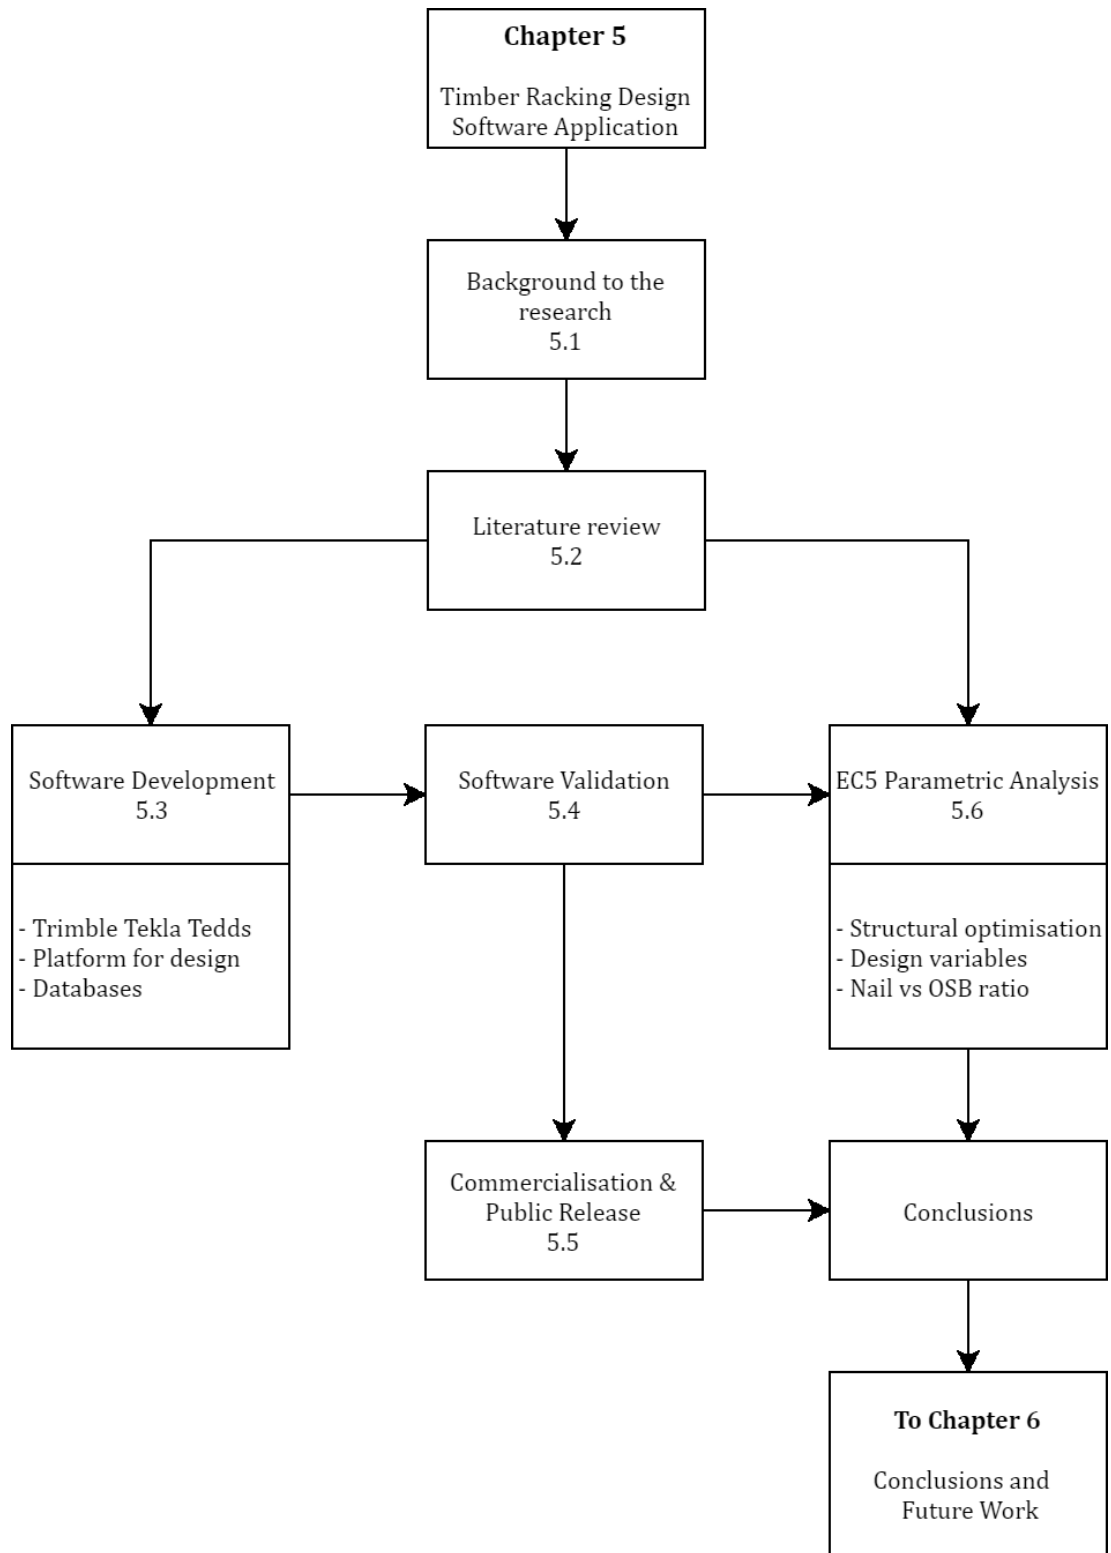 Chapter 5
Timber Racking Design
Software Application
Background to the
research
5.1
Literature review
5.2
Software Development
5.3
- Trimble Tekla Tedds
- Platform for design
- Databases
Software Validation
5.4
EC5 Parametric Analysis
5.6
- Structural optimisation
- Design variables
- Nail vs OSB ratio
Commercialisation &
Public Release
5.5
Conclusions
To Chapter 6
Conclusions and
Future Work